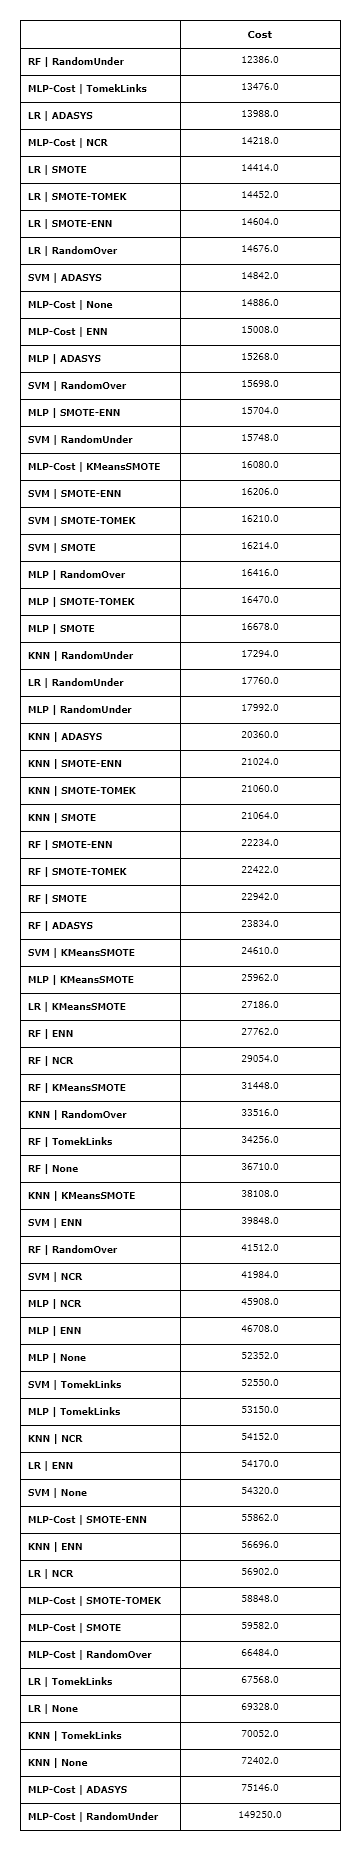 Cost
RF | RandomUnder 12386.0
MLP-Cost | TomekLinks 13476.0
LR | ADASYS 13988.0
MLP-Cost | NCR 14218.0
LR | SMOTE 14414.0
LR | SMOTE-TOMEK 14452.0
LR | SMOTE-ENN 14604.0
LR | RandomOver 14676.0
SVM | ADASYS 14842.0
MLP-Cost | None 14886.0
MLP-Cost | ENN 15008.0
MLP | ADASYS 15268.0
SVM | RandomOver 15698.0
MLP | SMOTE-ENN 15704.0
SVM | RandomUnder 15748.0
MLP-Cost | KMeansSMOTE 16080.0
SVM | SMOTE-ENN 16206.0
SVM | SMOTE-TOMEK 16210.0
SVM | SMOTE 16214.0
MLP | RandomOver 16416.0
MLP | SMOTE-TOMEK 16470.0
MLP | SMOTE 16678.0
KNN | RandomUnder 17294.0
LR | RandomUnder 17760.0
MLP | RandomUnder 17992.0
KNN | ADASYS 20360.0
KNN | SMOTE-ENN 21024.0
KNN | SMOTE-TOMEK 21060.0
KNN | SMOTE 21064.0
RF | SMOTE-ENN 22234.0
RF | SMOTE-TOMEK 22422.0
RF | SMOTE 22942.0
RF | ADASYS 23834.0
SVM | KMeansSMOTE 24610.0
MLP | KMeansSMOTE 25962.0
LR | KMeansSMOTE 27186.0
RF | ENN 27762.0
RF | NCR 29054.0
RF | KMeansSMOTE 31448.0
KNN | RandomOver 33516.0
RF | TomekLinks 34256.0
RF | None 36710.0
KNN | KMeansSMOTE 38108.0
SVM | ENN 39848.0
RF | RandomOver 41512.0
SVM | NCR 41984.0
MLP | NCR 45908.0
MLP | ENN 46708.0
MLP | None 52352.0
SVM | TomekLinks 52550.0
MLP | TomekLinks 53150.0
KNN | NCR 54152.0
LR | ENN 54170.0
SVM | None 54320.0
MLP-Cost | SMOTE-ENN 55862.0
KNN | ENN 56696.0
LR | NCR 56902.0
MLP-Cost | SMOTE-TOMEK 58848.0
MLP-Cost | SMOTE 59582.0
MLP-Cost | RandomOver 66484.0
LR | TomekLinks 67568.0
LR | None 69328.0
KNN | TomekLinks 70052.0
KNN | None 72402.0
MLP-Cost | ADASYS 75146.0
MLP-Cost | RandomUnder 149250.0